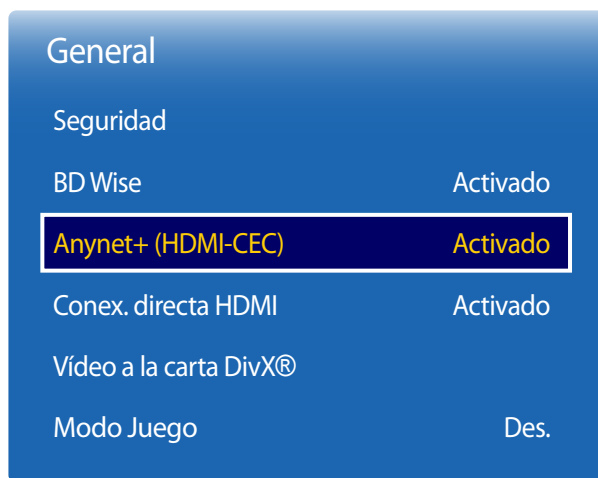 General
Seguridad
BD Wise Activado
Anynet+ (HDMI-CEC) Activado
Conex. directa HDMI Activado
Vídeo a la carta DivX®
Modo Juego Des.